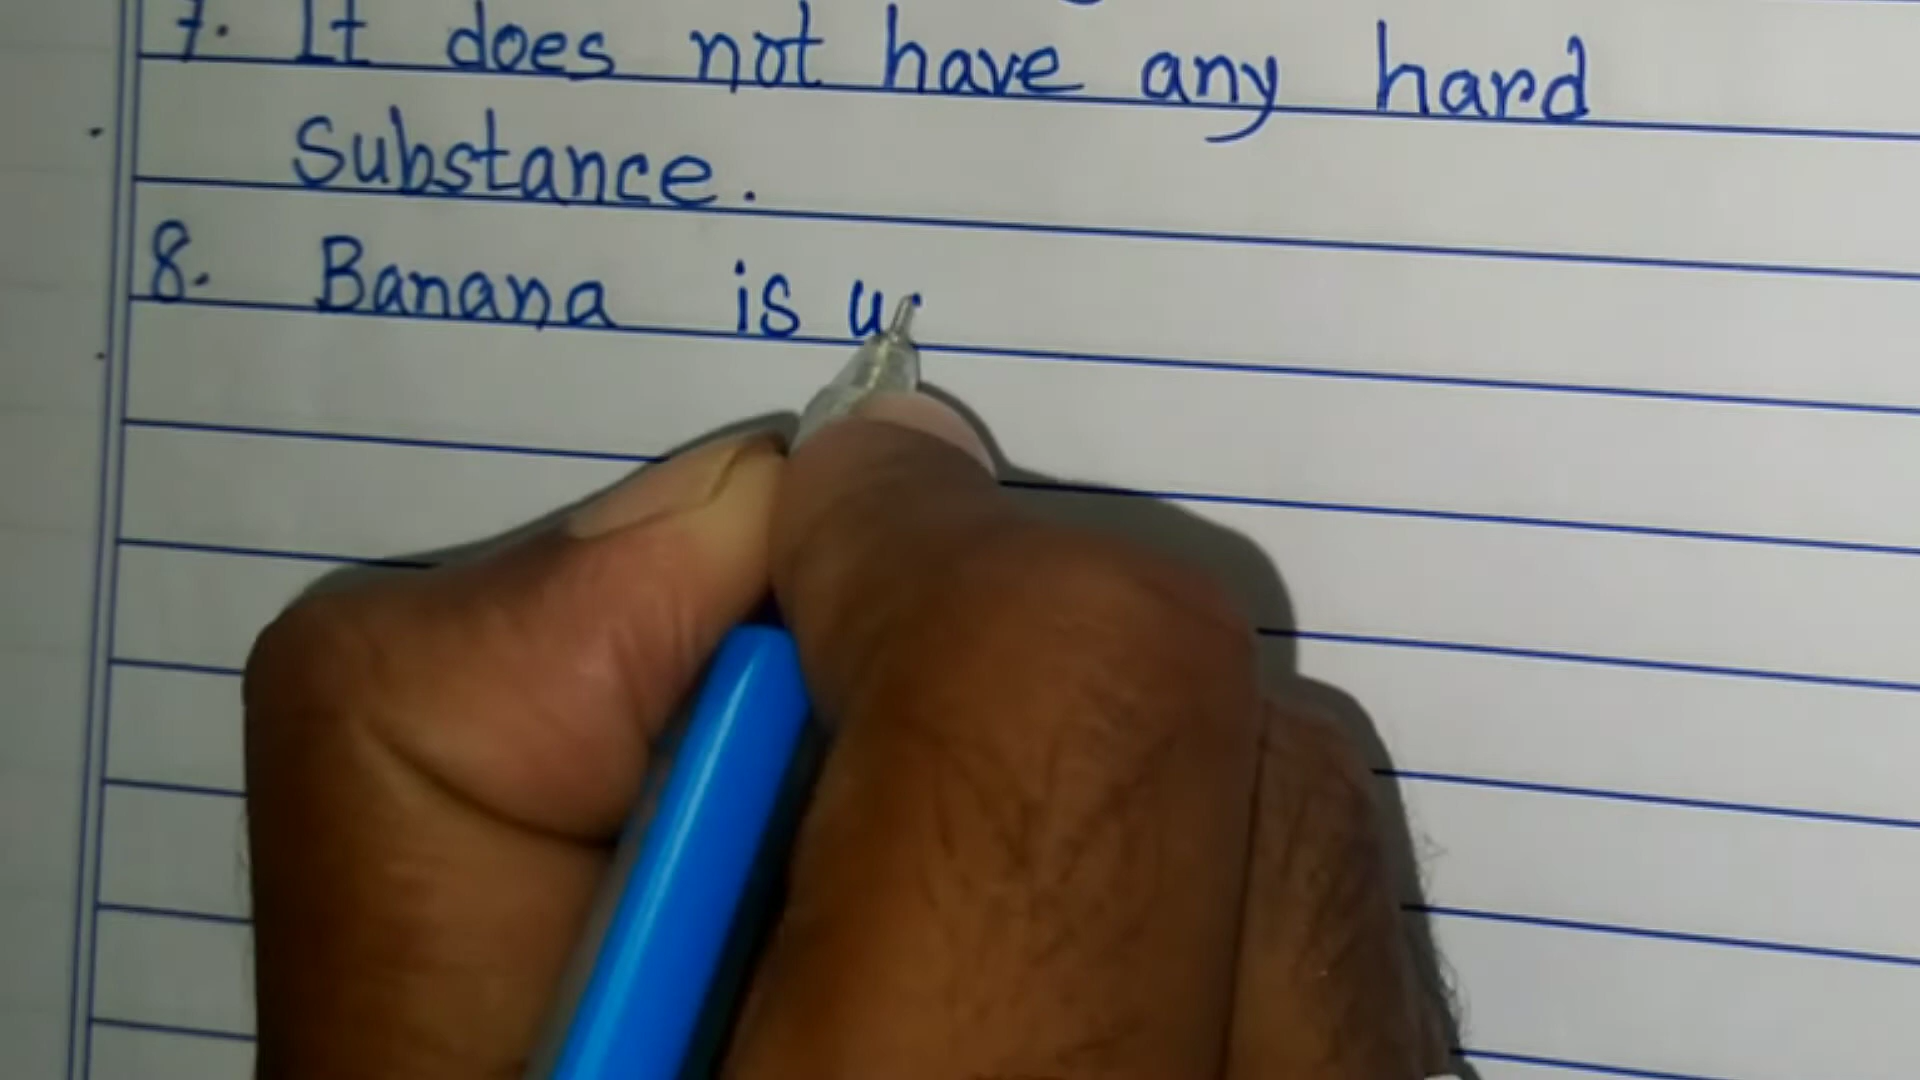 7. It does not have any hard
Substance.
8. Banana is u